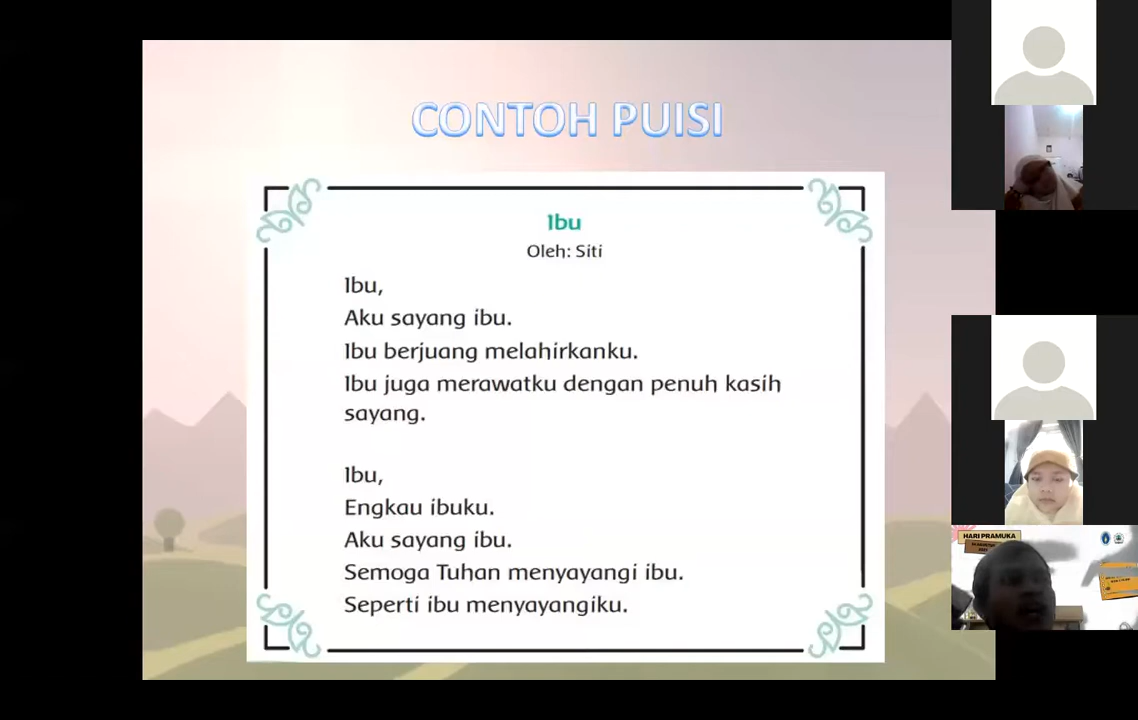 CONTOH PUISI
Ibu
Oleh: Siti
Ibu,
Aku sayang ibu.
Ibu berjuang melahirkanku.
Ibu juga merawatku dengan penuh kasih
sayang.
Ibu,
Engkau ibuku.
Aku sayang ibu.
Semoga Tuhan menyayangi ibu.
Seperti ibu menyayangiku.
HARI PRAMUKA